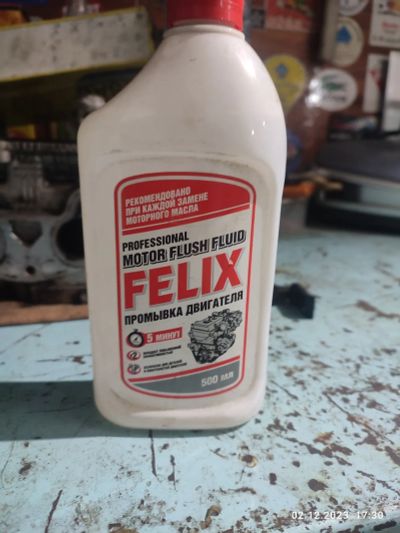 РЕКОМЕНДОВАНО
ПРИ КАЖДОЙ ЗАМЕНЕ
МОТОРНОГО МАСЛА
PROFESSIONAL
MOTOR FLUSH FLUID
FELIX
ПРОМЫВКА ДВИГАТЕЛЯ
5 МИНУТ
500 МЛ
02.12.2023 17:30